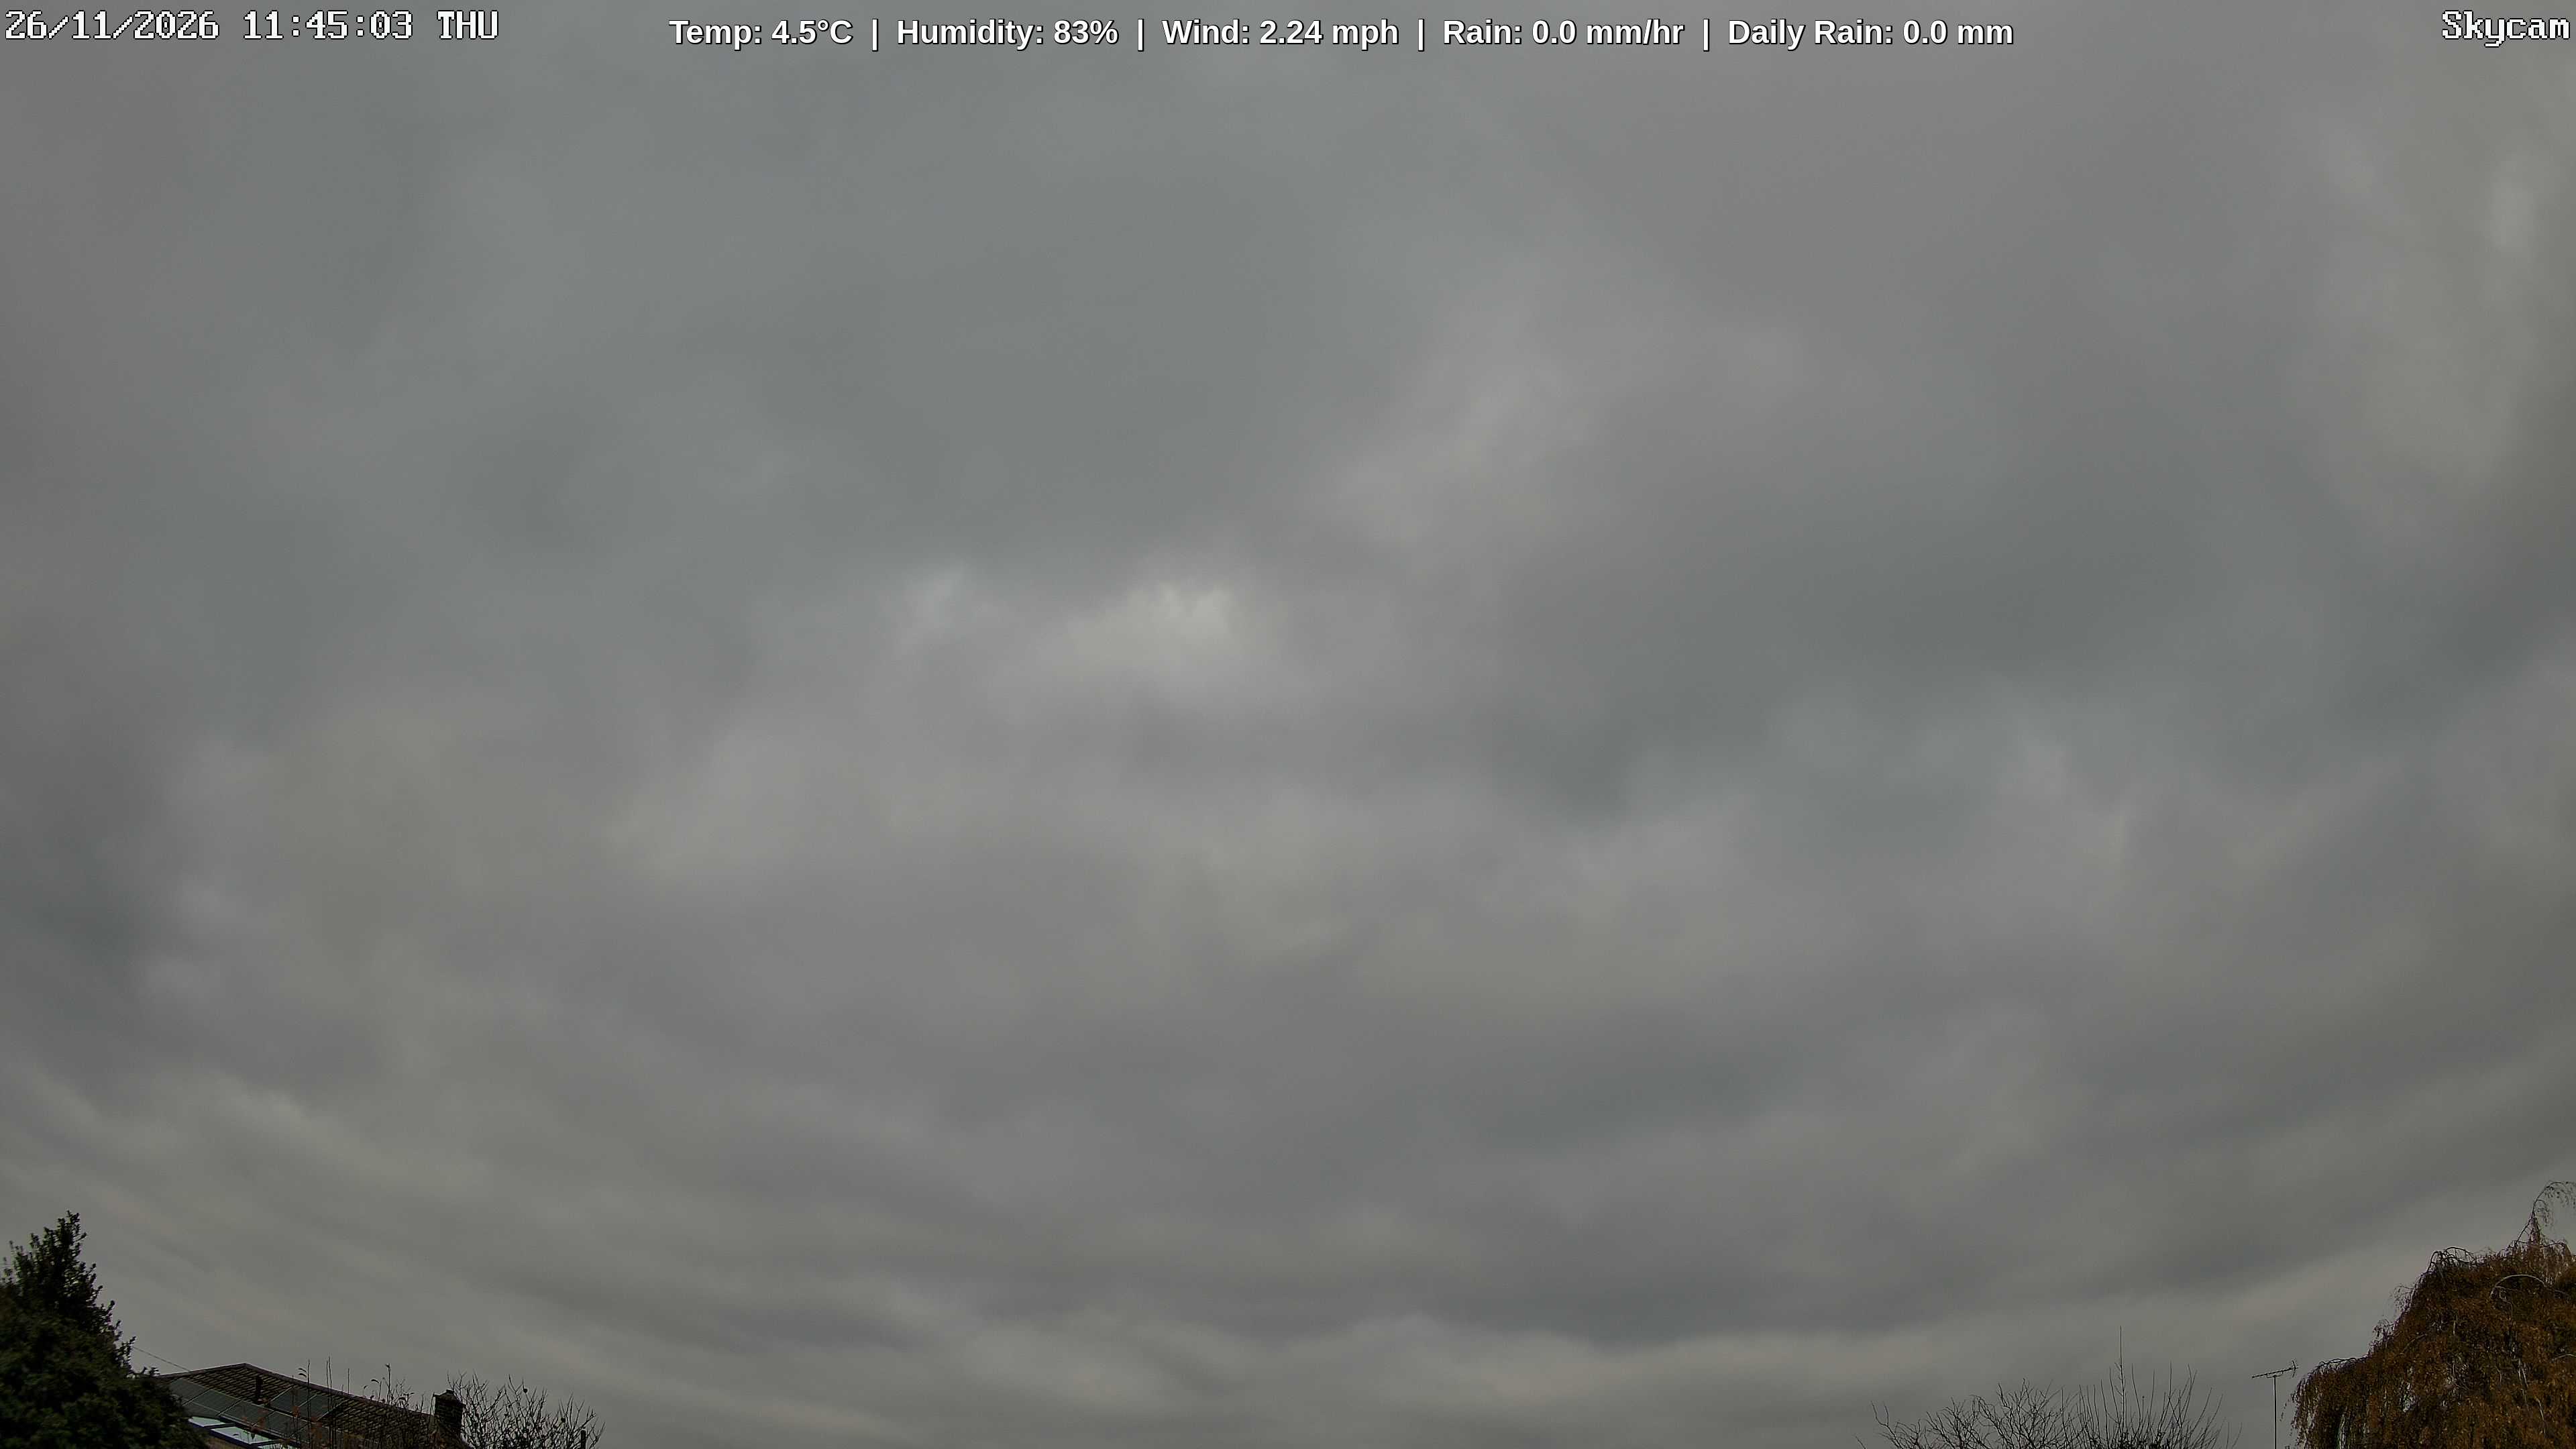 26/11/2026 11:45:03 THU
Temp: 4.5°C | Humidity: 83% | Wind: 2.24 mph | Rain: 0.0 mm/hr | Daily Rain: 0.0 mm
Skycam